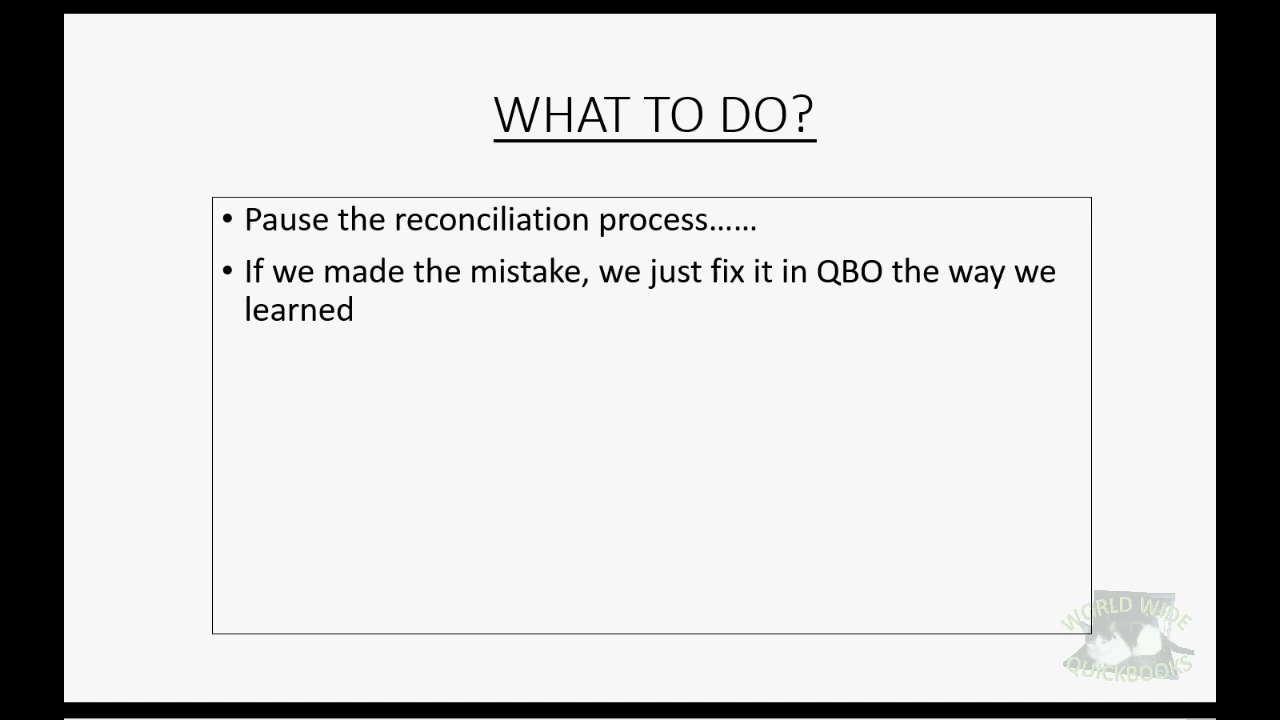 WHAT TO DO?
• Pause the reconciliation process......
• If we made the mistake, we just fix it in QBO the way we
learned
WORLD WIDE
QUICKBOOKS